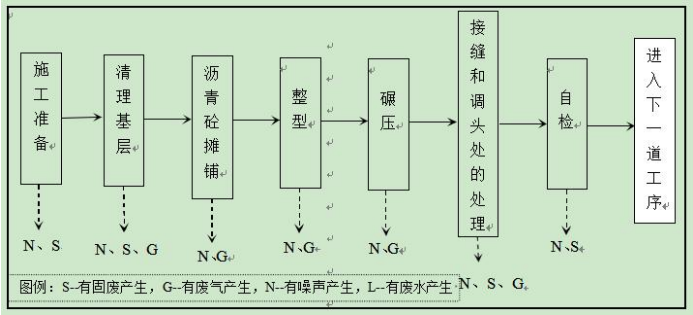 施工准备
清理基层
沥青砼摊铺
整型
碾压
接缝和调头处的处理
自检
进入下一道工序
N、S
N、S、G
N、G
N、G
N、G
N、S、G
N、S
图例：S--有固废产生，G--有废气产生，N--有噪声产生，L--有废水产生